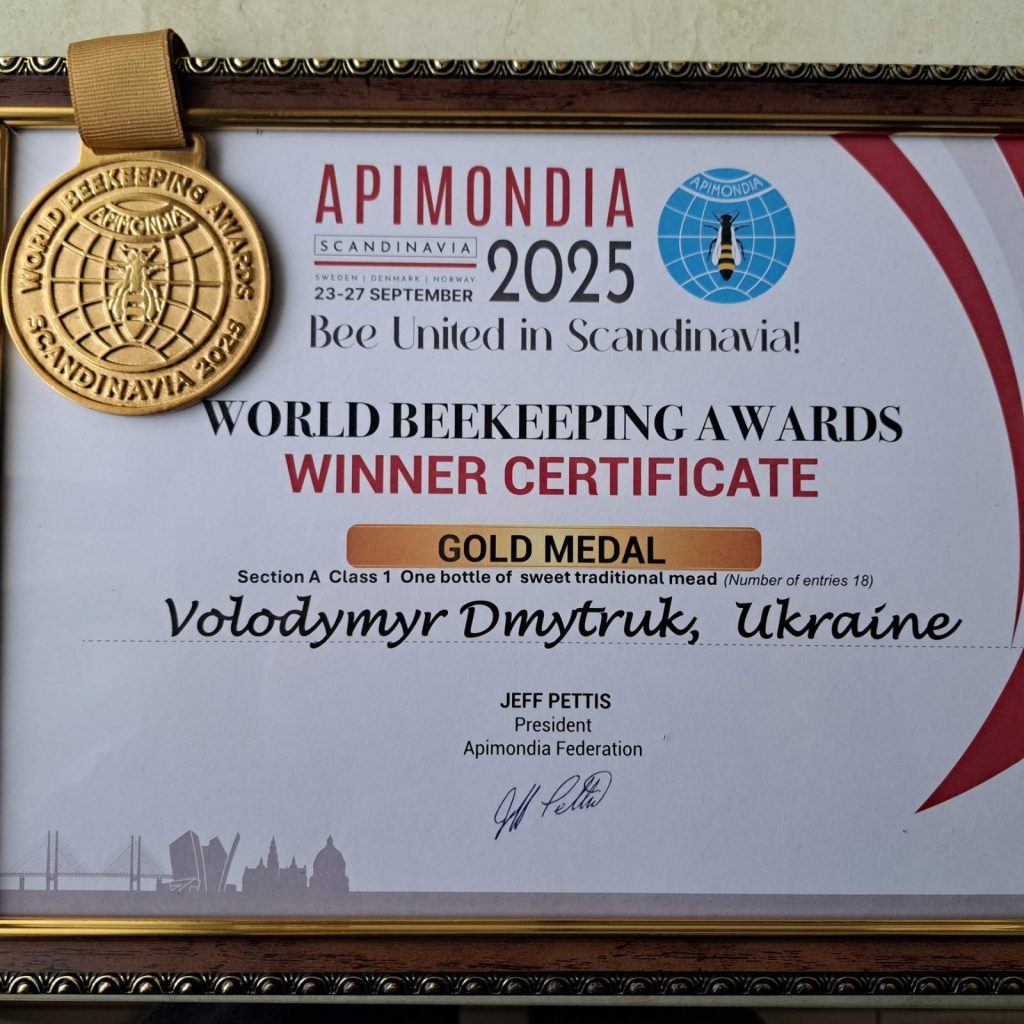 WORLD BEEKEEPING AWARDS
APIMONDIA
SCANDINAVIA 2025
APIMONDIA
SCANDINAVIA
SWEDEN | DENMARK | NORWAY
23-27 SEPTEMBER
2025
APIMONDIA
Bee United in Scandinavia!
WORLD BEEKEEPING AWARDS
WINNER CERTIFICATE
GOLD MEDAL
Section A Class 1 One bottle of sweet traditional mead (Number of entries 18)
Volodymyr Dmytruk, Ukraine
JEFF PETTIS
President
Apimondia Federation
Jeff Pettis